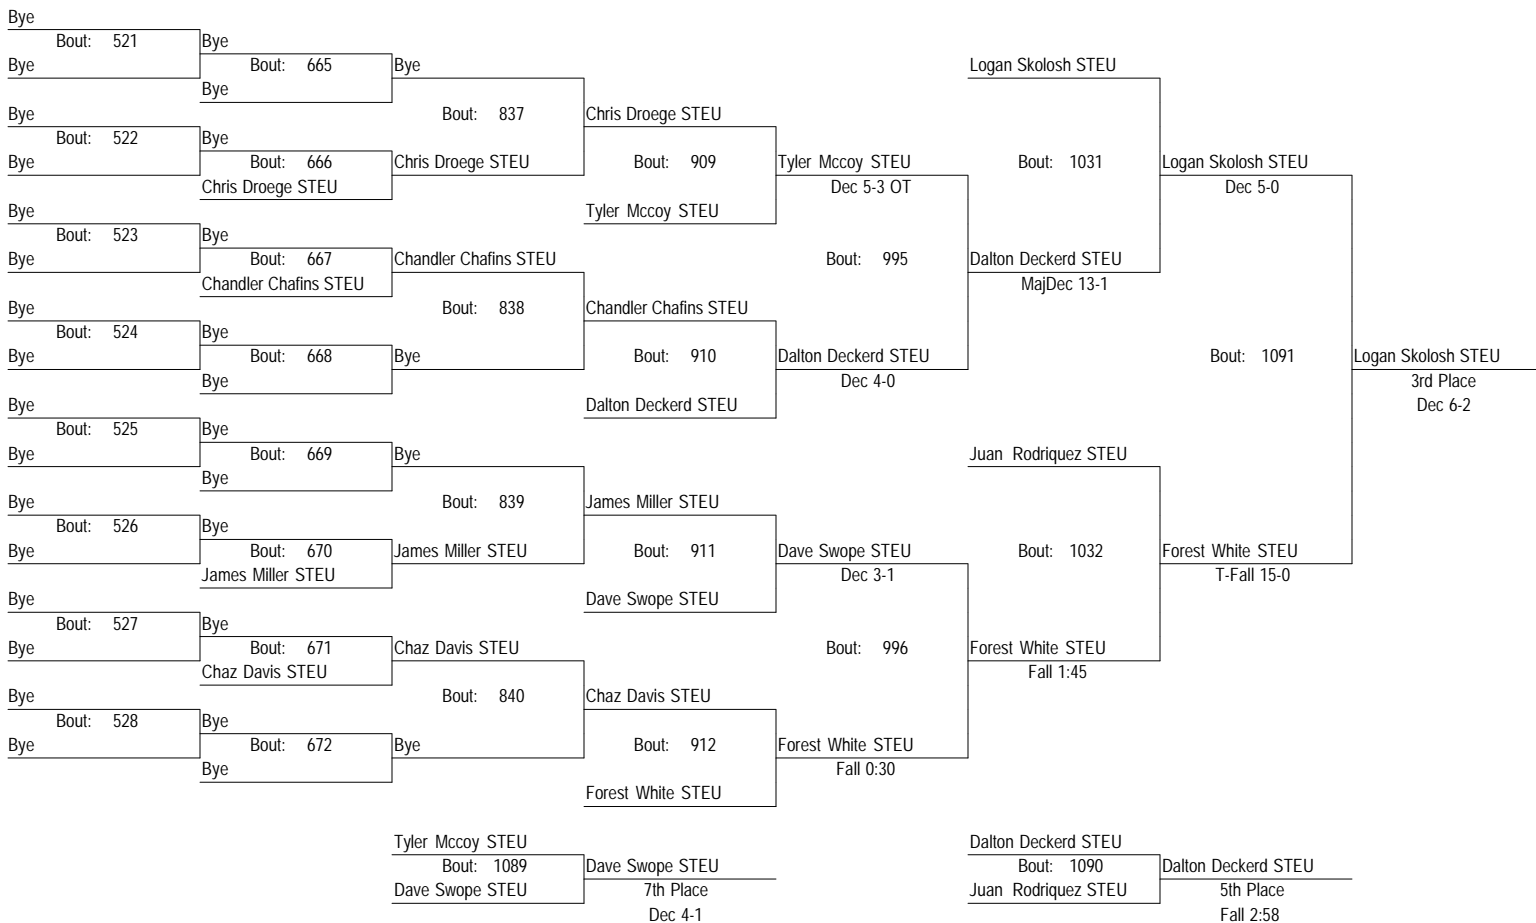 Bye
Bout: 521 Bye
Bye Bout: 665 Bye Logan Skolosh STEU
Bye
Bye Bout: 837 Chris Droege STEU
Bout: 522 Bye
Bye Bout: 666 Chris Droege STEU Bout: 909 Tyler Mccoy STEU Bout: 1031 Logan Skolosh STEU
Chris Droege STEU Dec 5-3 OT Dec 5-0
Bye Tyler Mccoy STEU
Bout: 523 Bye
Bye Bout: 667 Chandler Chafins STEU Bout: 995 Dalton Deckerd STEU
Chandler Chafins STEU MajDec 13-1
Bye Bout: 838 Chandler Chafins STEU
Bout: 524 Bye
Bye Bout: 668 Bye Bout: 910 Dalton Deckerd STEU Bout: 1091 Logan Skolosh STEU
Bye Dec 4-0 3rd Place
Bye Dalton Deckerd STEU Dec 6-2
Bout: 525 Bye
Bye Bout: 669 Bye Juan Rodriquez STEU
Bye
Bye Bout: 839 James Miller STEU
Bout: 526 Bye
Bye Bout: 670 James Miller STEU Bout: 911 Dave Swope STEU Bout: 1032 Forest White STEU
James Miller STEU Dec 3-1 T-Fall 15-0
Bye Dave Swope STEU
Bout: 527 Bye
Bye Bout: 671 Chaz Davis STEU Bout: 996 Forest White STEU
Chaz Davis STEU Fall 1:45
Bye Bout: 840 Chaz Davis STEU
Bout: 528 Bye
Bye Bout: 672 Bye Bout: 912 Forest White STEU
Bye Fall 0:30
Forest White STEU
Tyler Mccoy STEU Dalton Deckerd STEU
Bout: 1089 Dave Swope STEU Bout: 1090 Dalton Deckerd STEU
Dave Swope STEU 7th Place Juan Rodriquez STEU 5th Place
Dec 4-1 Fall 2:58